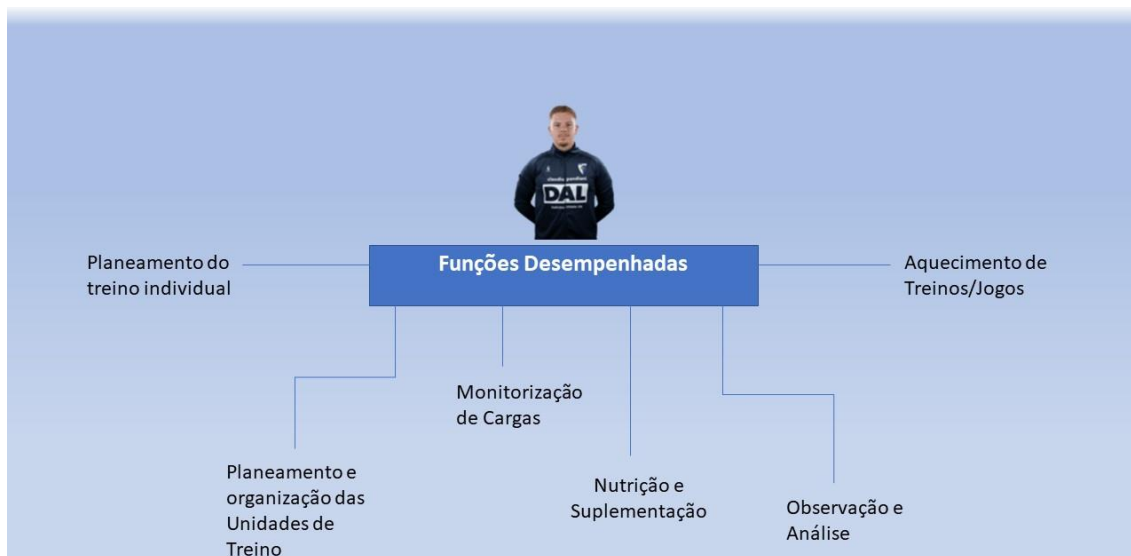 DAL
Funções Desempenhadas
Planeamento do
treino individual
Aquecimento de
Treinos/Jogos
Monitorização
de Cargas
Planeamento e
organização das
Unidades de
Treino
Nutrição e
Suplementação
Observação e
Análise